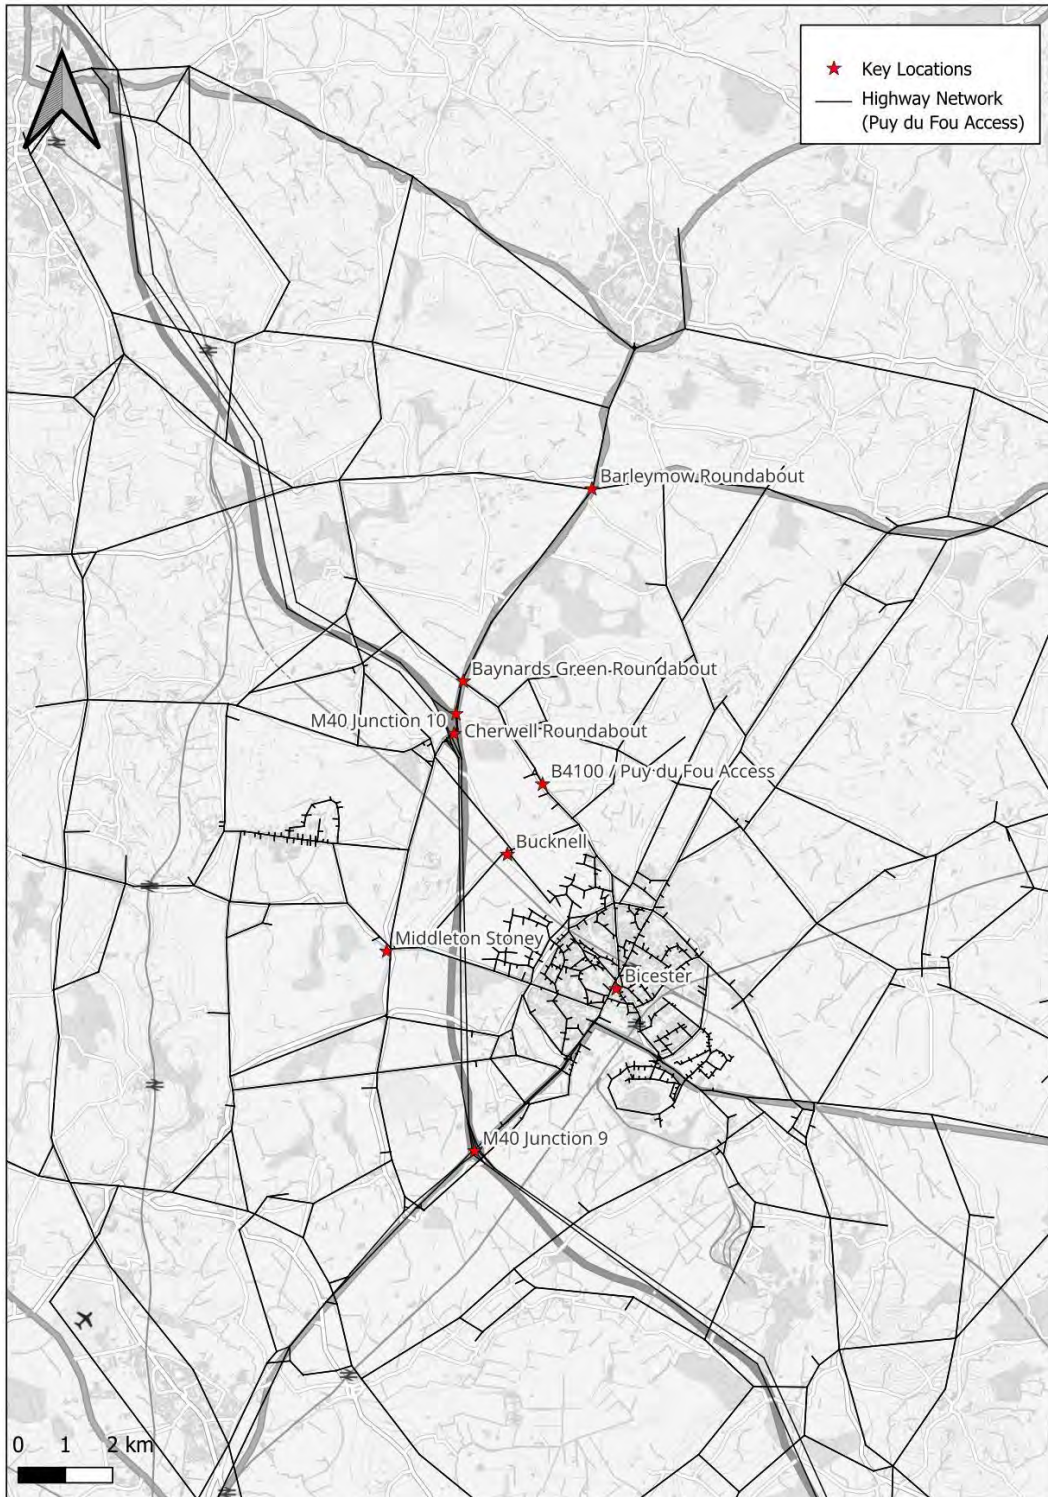 Key Locations
Highway Network
(Puy du Fou Access)
Barleymow Roundabout
Baynards Green Roundabout
M40 Junction 10
Cherwell Roundabout
B4100 / Puy du Fou Access
Bucknell
Middleton Stoney
Bicester
M40 Junction 9
0 1 2 km